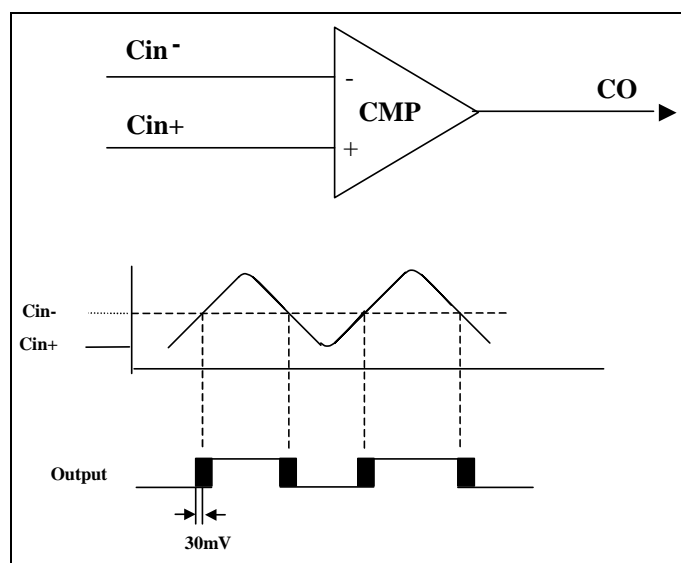 Cin-
-
CMP
CO
Cin+
+
Cin-
Cin+
Output
30mV